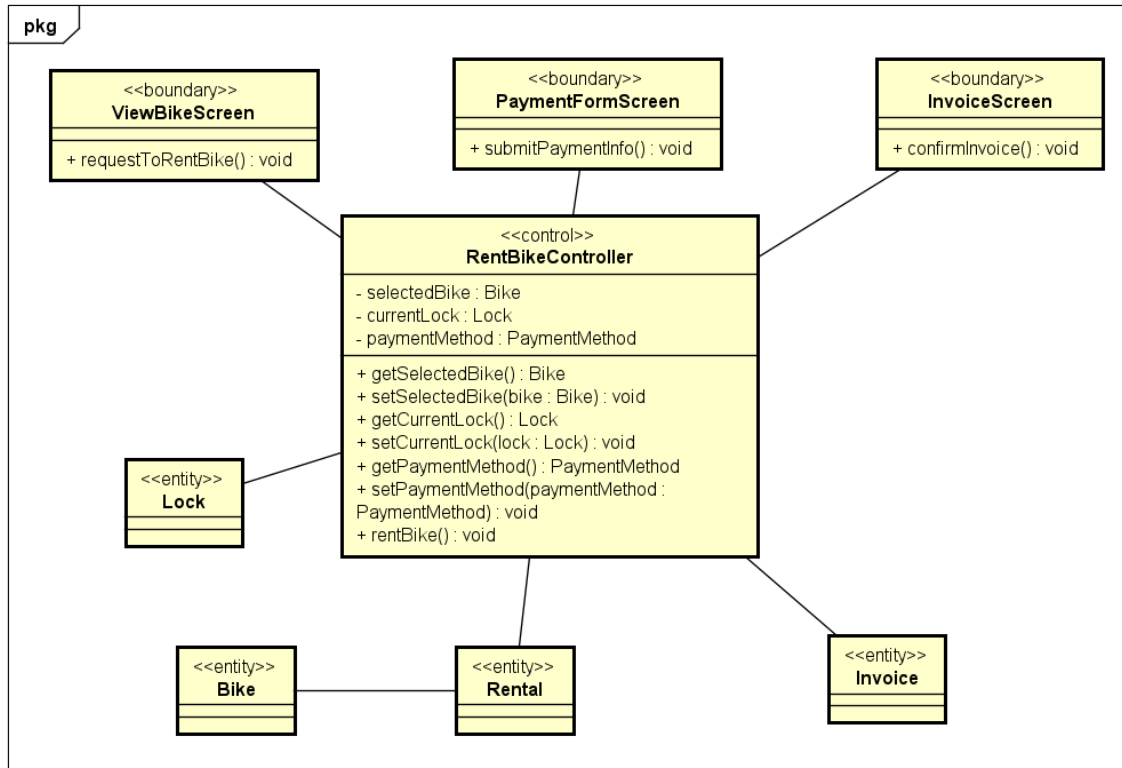 pkg
<<boundary>>
ViewBikeScreen
+ requestToRentBike() : void
<<boundary>>
PaymentFormScreen
+ submitPaymentInfo() : void
<<boundary>>
InvoiceScreen
+ confirmInvoice() : void
<<control>>
RentBikeController
- selectedBike : Bike
- currentLock : Lock
- paymentMethod : PaymentMethod
+ getSelectedBike() : Bike
+ setSelectedBike(bike : Bike) : void
+ getCurrentLock() : Lock
+ setCurrentLock(lock : Lock) : void
+ getPaymentMethod() : PaymentMethod
+ setPaymentMethod(paymentMethod :
PaymentMethod) : void
+ rentBike() : void
<<entity>>
Lock
<<entity>>
Bike
<<entity>>
Rental
<<entity>>
Invoice